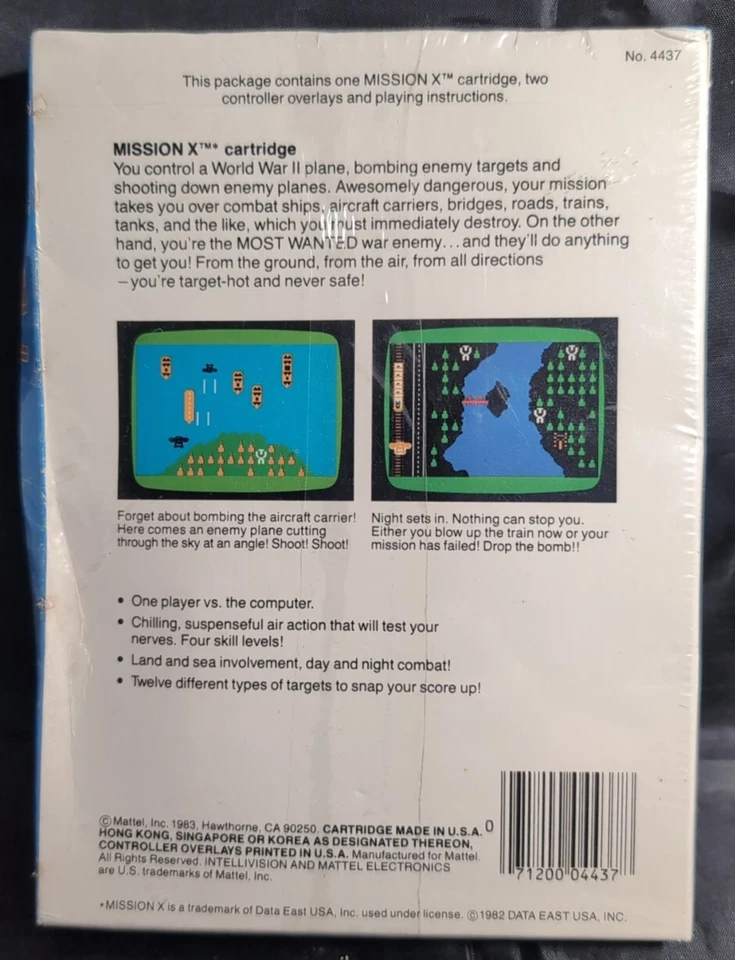 No. 4437
This package contains one MISSION X™ cartridge, two
controller overlays and playing instructions.
MISSION X™* cartridge
You control a World War II plane, bombing enemy targets and
shooting down enemy planes. Awesomely dangerous, your mission
takes you over combat ships, aircraft carriers, bridges, roads, trains,
tanks, and the like, which you must immediately destroy. On the other
hand, you're the MOST WANTED war enemy...and they'll do anything
to get you! From the ground, from the air, from all directions
–you're target-hot and never safe!
Forget about bombing the aircraft carrier!
Here comes an enemy plane cutting
through the sky at an angle! Shoot! Shoot!
Night sets in. Nothing can stop you.
Either you blow up the train now or your
mission has failed! Drop the bomb!!
• One player vs. the computer.
• Chilling, suspenseful air action that will test your
nerves. Four skill levels!
• Land and sea involvement, day and night combat!
• Twelve different types of targets to snap your score up!
©Mattel, Inc. 1983, Hawthorne, CA 90250. CARTRIDGE MADE IN U.S.A.
HONG KONG, SINGAPORE OR KOREA AS DESIGNATED THEREON,
CONTROLLER OVERLAYS PRINTED IN U.S.A. Manufactured for Mattel.
All Rights Reserved. INTELLIVISION AND MATTEL ELECTRONICS
are U.S. trademarks of Mattel, Inc.
0
71200 04437
*MISSION X is a trademark of Data East USA, Inc. used under license. ©1982 DATA EAST USA, INC.